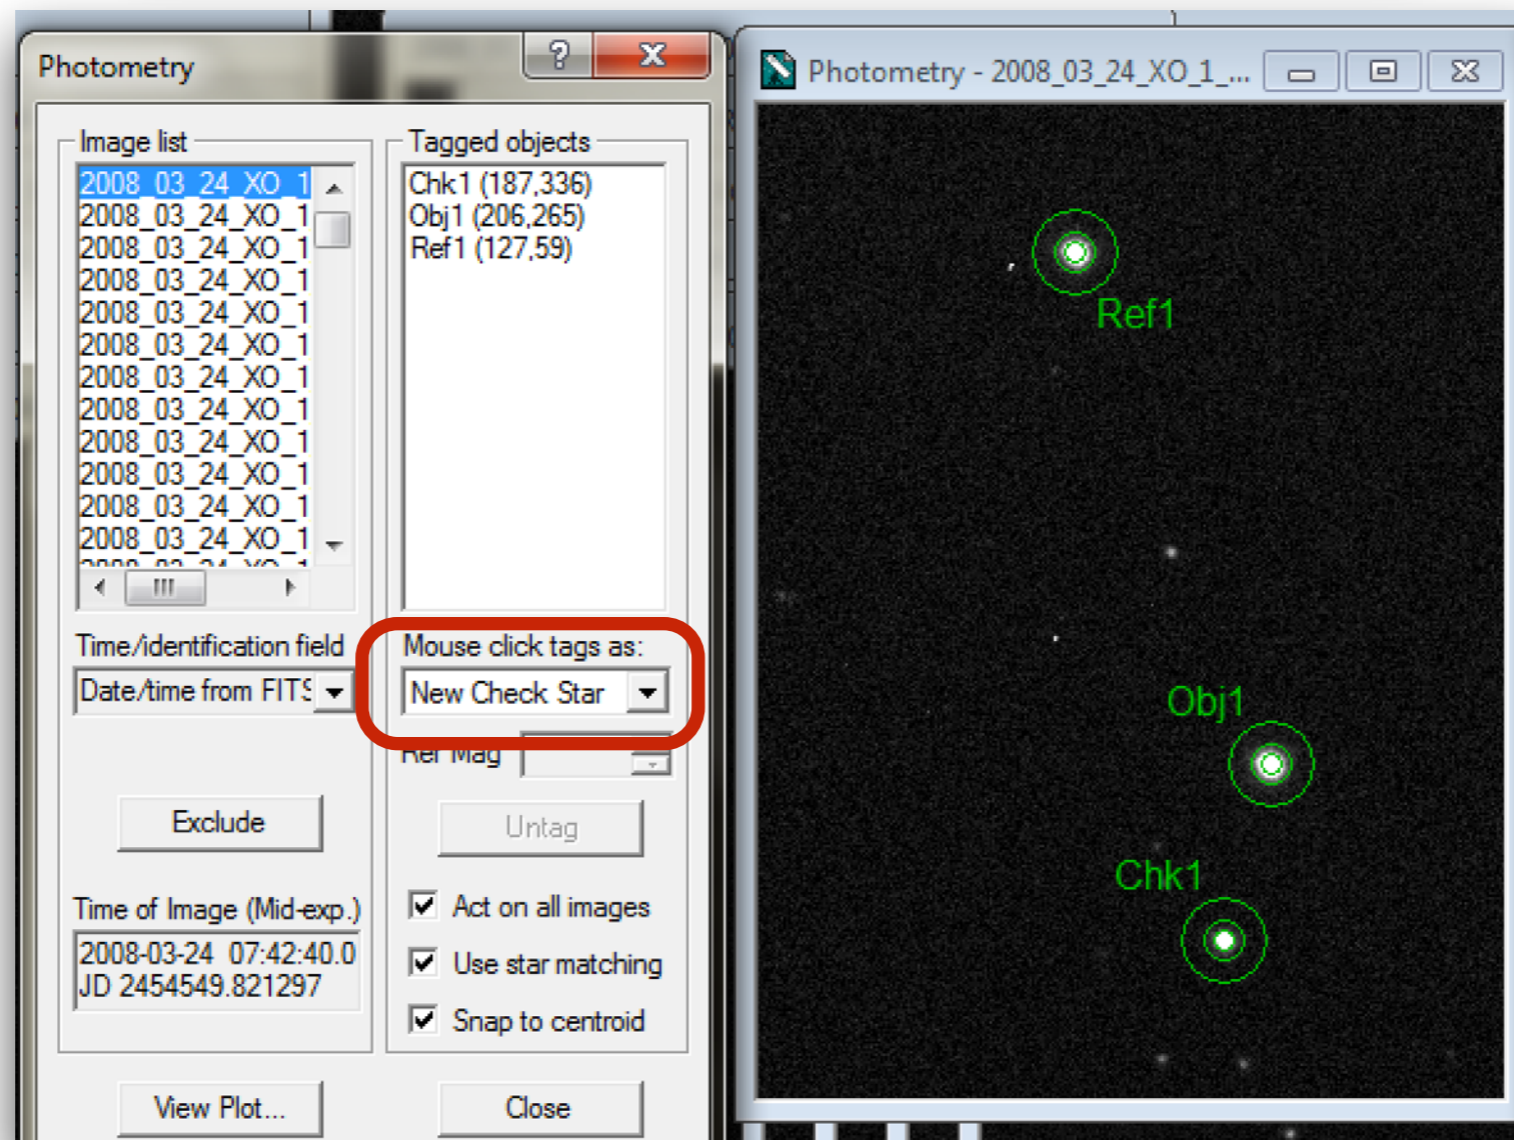 Photometry
Image list
2008_03_24_XO_1
2008_03_24_XO_1
2008_03_24_XO_1
2008_03_24_XO_1
2008_03_24_XO_1
2008_03_24_XO_1
2008_03_24_XO_1
2008_03_24_XO_1
2008_03_24_XO_1
2008_03_24_XO_1
2008_03_24_XO_1
2008_03_24_XO_1
Time/identification field
Date/time from FITS
Exclude
Time of Image (Mid-exp.)
2008-03-24 07:42:40.0
JD 2454549.821297
View Plot...
Tagged objects
Chk1 (187,336)
Obj1 (206,265)
Ref1 (127,59)
Mouse click tags as:
New Check Star
Ref Mag
Untag
Act on all images
Use star matching
Snap to centroid
Close
Photometry - 2008_03_24_XO_1_...
Ref1
Obj1
Chk1